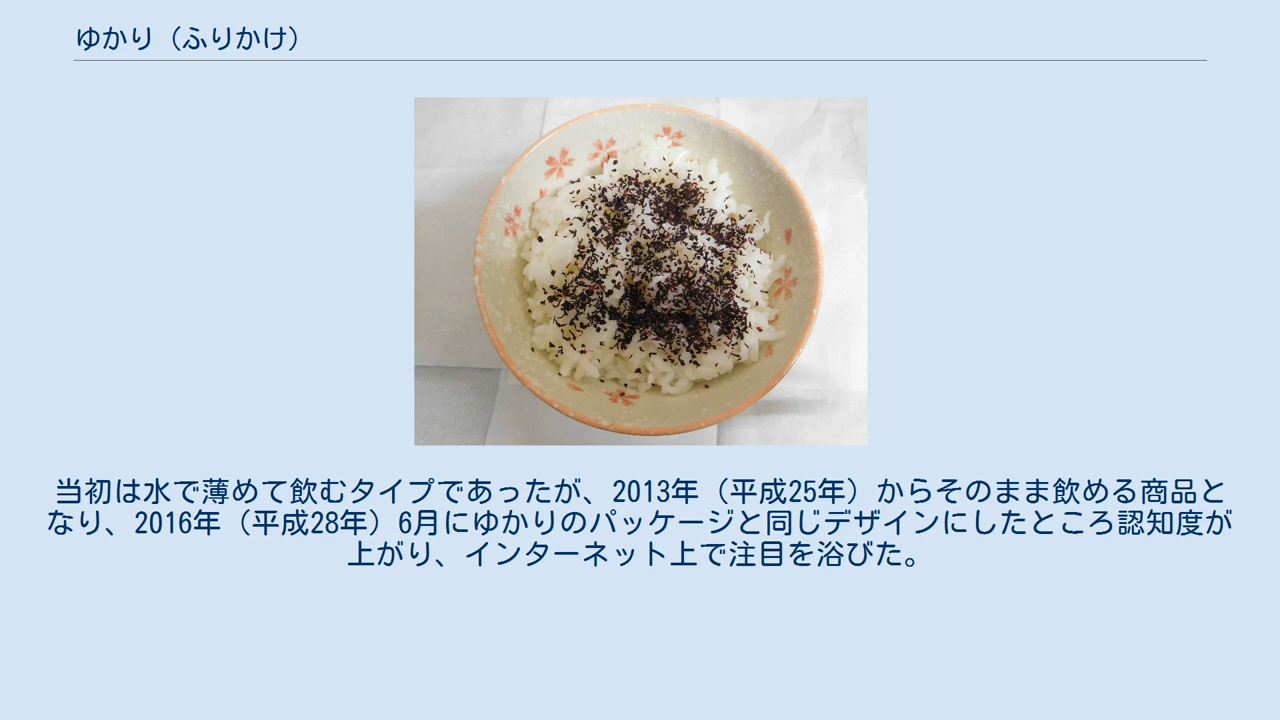 ゆかり（ふりかけ）
当初は水で薄めて飲むタイプであったが、2013年（平成25年）からそのまま飲める商品と
なり、2016年（平成28年）6月にゆかりのパッケージと同じデザインにしたところ認知度が
上がり、インターネット上で注目を浴びた。